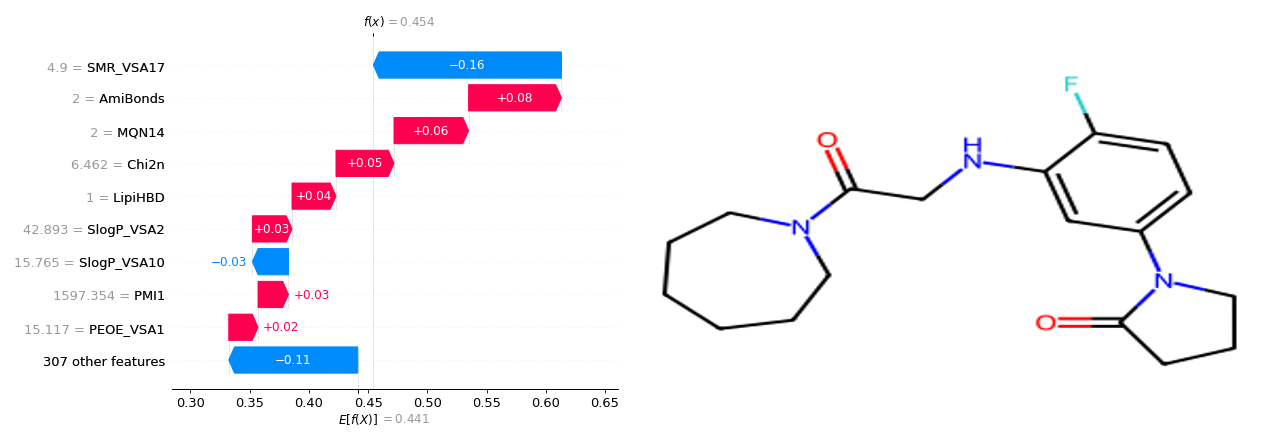 f(x) = 0.454
4.9 = SMR_VSA17
−0.16
2 = AmiBonds
+0.08
2 = MQN14
+0.06
6.462 = Chi2n
+0.05
1 = LipiHBD
+0.04
42.893 = SlogP_VSA2
+0.03
15.765 = SlogP_VSA10
−0.03
1597.354 = PMI1
+0.03
15.117 = PEOE_VSA1
+0.02
307 other features
−0.11
0.30 0.35 0.40 0.45 0.50 0.55 0.60 0.65
E[f(X)] = 0.441
F
O
H
N
N
N
O